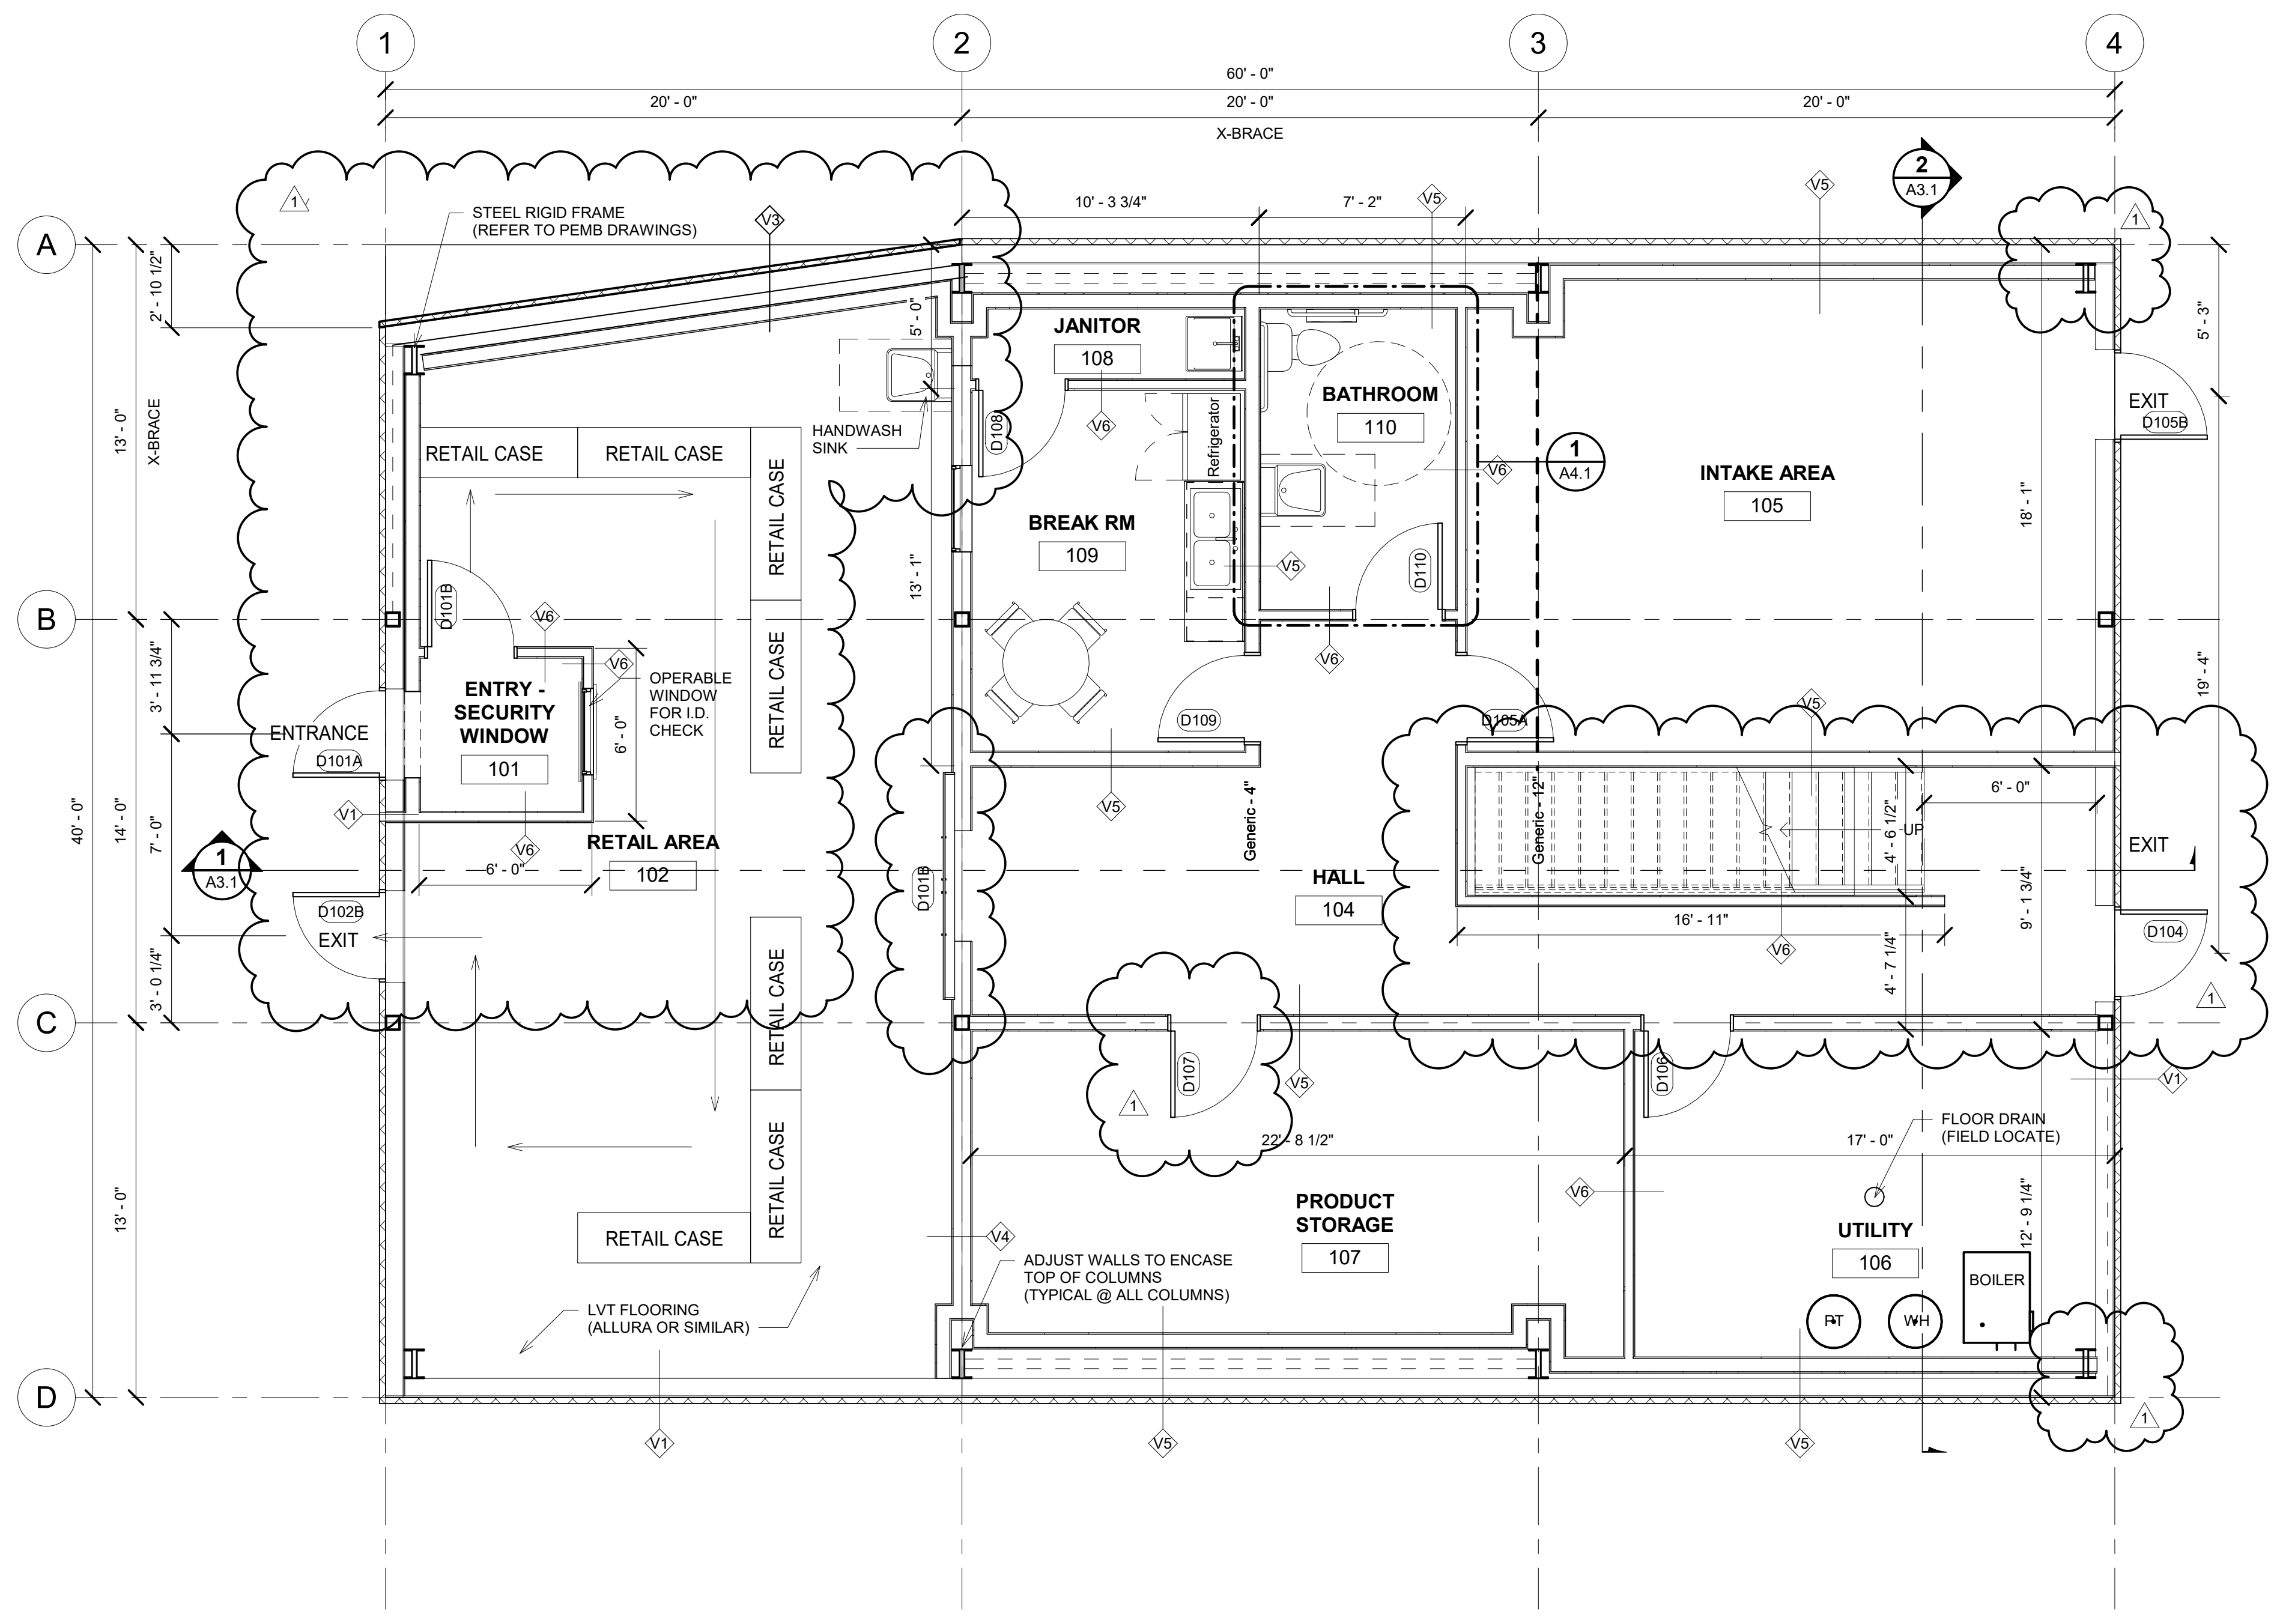 1
2
3
4
60' - 0"
20' - 0"
20' - 0"
20' - 0"
X-BRACE
2
A3.1
1
1
10' - 3 3/4"
7' - 2"
V5
V5
V3
STEEL RIGID FRAME
(REFER TO PEMB DRAWINGS)
A
2' - 10 1/2"
5' - 0"
5' - 3"
JANITOR
108
V6
BATHROOM
110
V6
1
A4.1
EXIT
D105B
13' - 0"
X-BRACE
HANDWASH
SINK
D108
Refrigerator
INTAKE AREA
105
18' - 1"
RETAIL CASE
RETAIL CASE
RETAIL CASE
BREAK RM
109
V5
D110
13' - 1"
D101B
V6
B
V6
V6
OPERABLE
WINDOW
FOR I.D.
CHECK
RETAIL CASE
3' - 11 3/4"
19' - 4"
ENTRY -
SECURITY
WINDOW
101
6' - 0"
ENTRANCE
D101A
D109
D105A
V5
V1
V6
V5
Generic - 4"
Generic - 12"
6' - 0"
40' - 0"
14' - 0"
7' - 0"
UP
4' - 6 1/2"
EXIT
1
A3.1
RETAIL AREA
102
6' - 0"
D101B
HALL
104
D102B
EXIT
16' - 11"
9' - 1 3/4"
D104
V6
4' - 7 1/4"
3' - 0 1/4"
1
C
RETAIL CASE
D107
V5
D106
V1
1
FLOOR DRAIN
(FIELD LOCATE)
22' - 8 1/2"
17' - 0"
RETAIL CASE
13' - 0"
V6
12' - 9 1/4"
PRODUCT
STORAGE
107
UTILITY
106
RETAIL CASE
V4
ADJUST WALLS TO ENCASE
TOP OF COLUMNS
(TYPICAL @ ALL COLUMNS)
BOILER
LVT FLOORING
(ALLURA OR SIMILAR)
PT
WH
D
1
V1
V5
V5